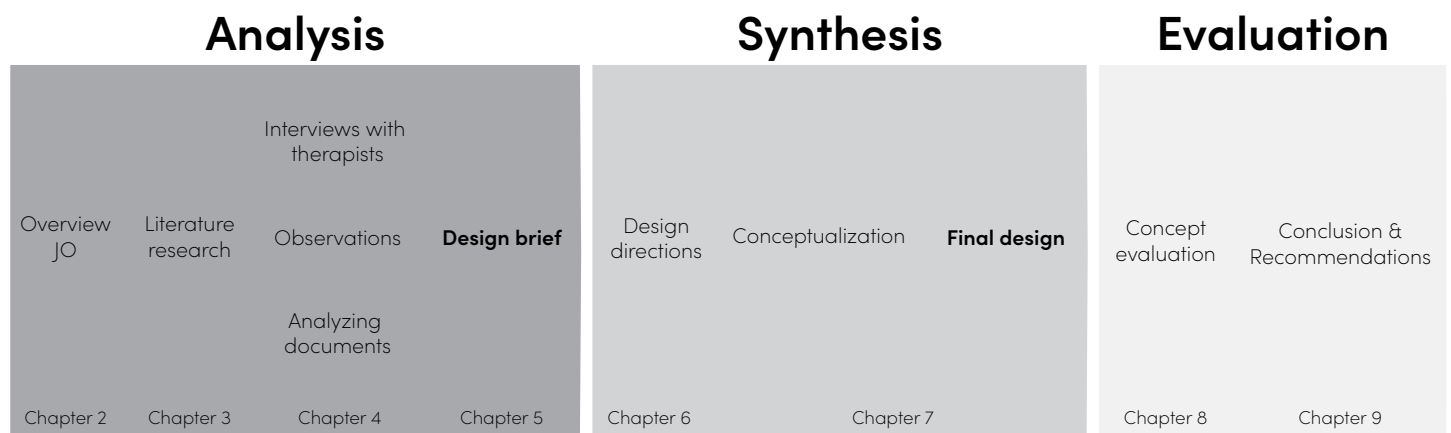 Analysis
Synthesis
Evaluation
Interviews with
therapists
Overview
JO
Literature
research
Observations
Design brief
Analyzing
documents
Design
directions
Conceptualization
Final design
Concept
evaluation
Conclusion &
Recommendations
Chapter 2
Chapter 3
Chapter 4
Chapter 5
Chapter 6
Chapter 7
Chapter 8
Chapter 9